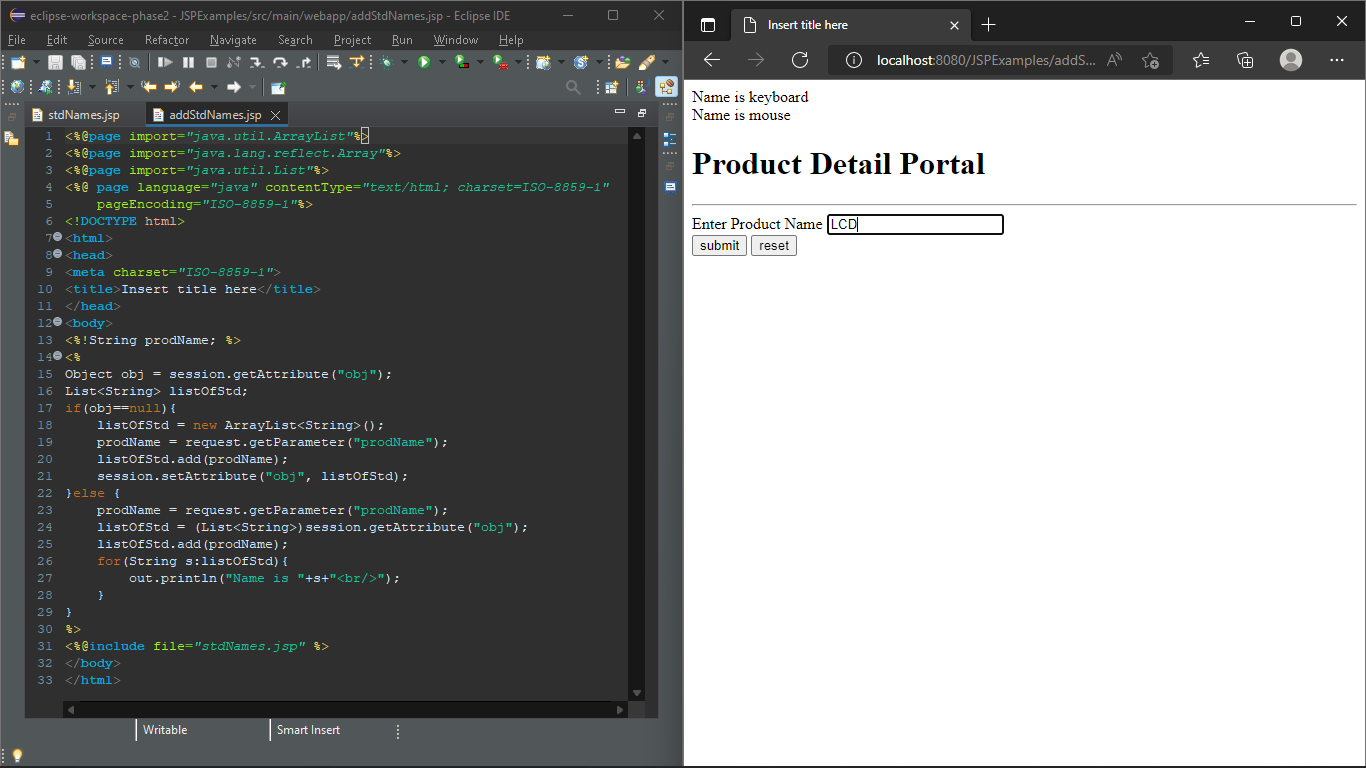 eclipse-workspace-phase2 - JSPExamples/src/main/webapp/addStdNames.jsp - Eclipse IDE
File Edit Source Refactor Navigate Search Project Run Window Help
stdNames.jsp addStdNames.jsp
1 <%@page import="java.util.ArrayList"%>
2 <%@page import="java.lang.reflect.Array"%>
3 <%@page import="java.util.List"%>
4 <%@ page language="java" contentType="text/html; charset=ISO-8859-1"
5     pageEncoding="ISO-8859-1"%>
6 <!DOCTYPE html>
7 <html>
8 <head>
9 <meta charset="ISO-8859-1">
10 <title>Insert title here</title>
11 </head>
12 <body>
13 <%!String prodName; %>
14 <%
15 Object obj = session.getAttribute("obj");
16 List<String> listOfStd;
17 if(obj==null){
18     listOfStd = new ArrayList<String>();
19     prodName = request.getParameter("prodName");
20     listOfStd.add(prodName);
21     session.setAttribute("obj", listOfStd);
22 }else {
23     prodName = request.getParameter("prodName");
24     listOfStd = (List<String>)session.getAttribute("obj");
25     listOfStd.add(prodName);
26     for(String s:listOfStd){
27         out.println("Name is "+s+"<br/>");
28     }
29 }
30 %>
31 <%@include file="stdNames.jsp" %>
32 </body>
33 </html>
Writable Smart Insert
Insert title here
localhost:8080/JSPExamples/addS...
Name is keyboard
Name is mouse
Product Detail Portal
Enter Product Name LCD
submit reset